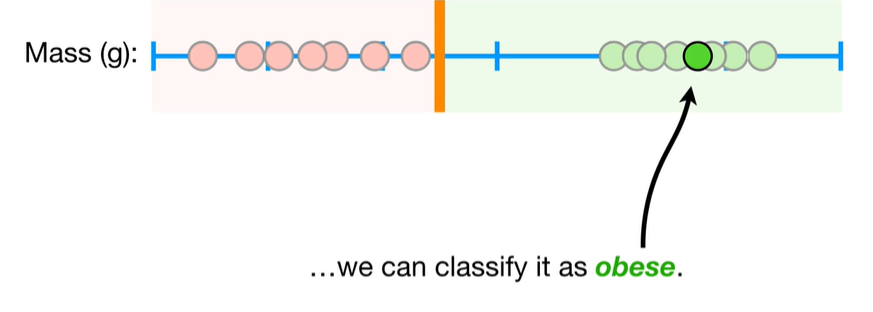 Mass (g):
...we can classify it as obese.